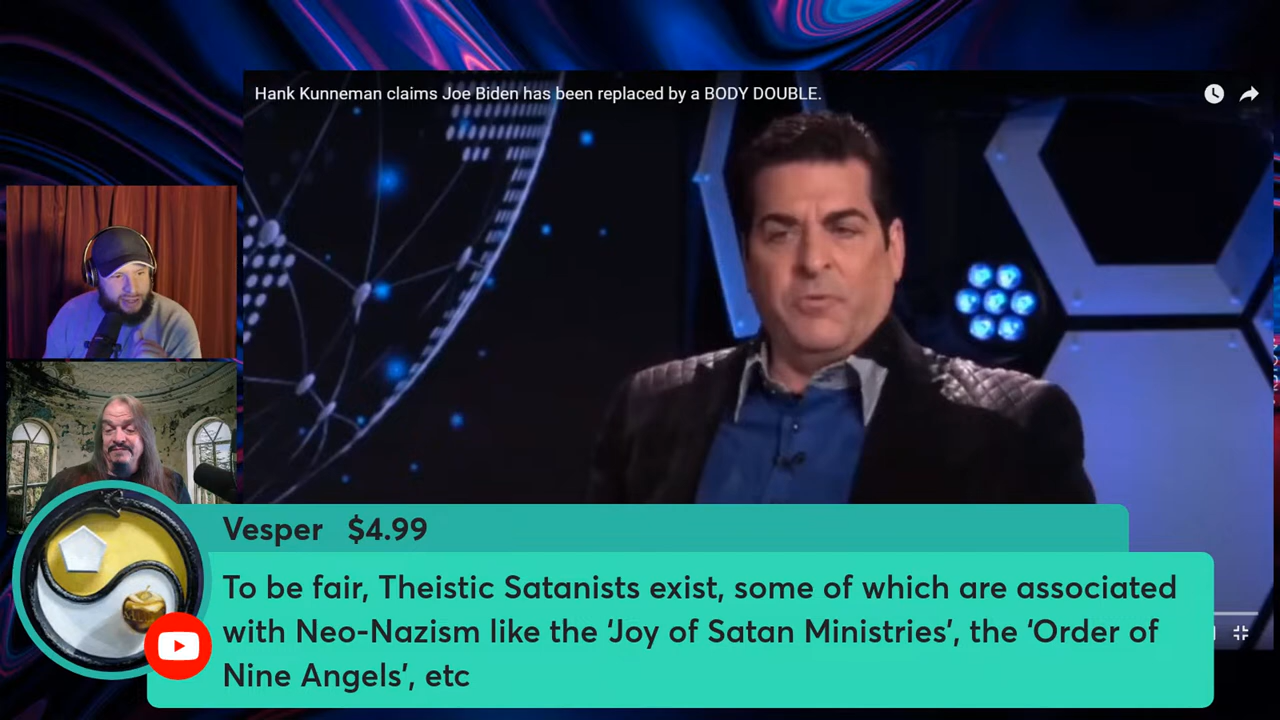 Hank Kunneman claims Joe Biden has been replaced by a BODY DOUBLE.
Vesper $4.99
To be fair, Theistic Satanists exist, some of which are associated
with Neo-Nazism like the ‘Joy of Satan Ministries’, the ‘Order of
Nine Angels’, etc